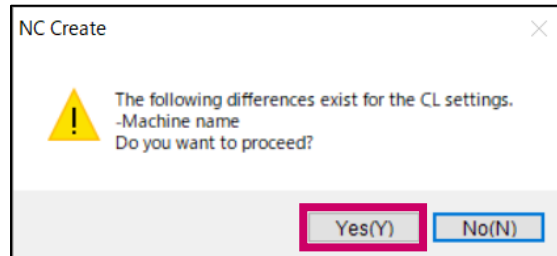 NC Create
The following differences exist for the CL settings.
-Machine name
Do you want to proceed?
Yes(Y) No(N)